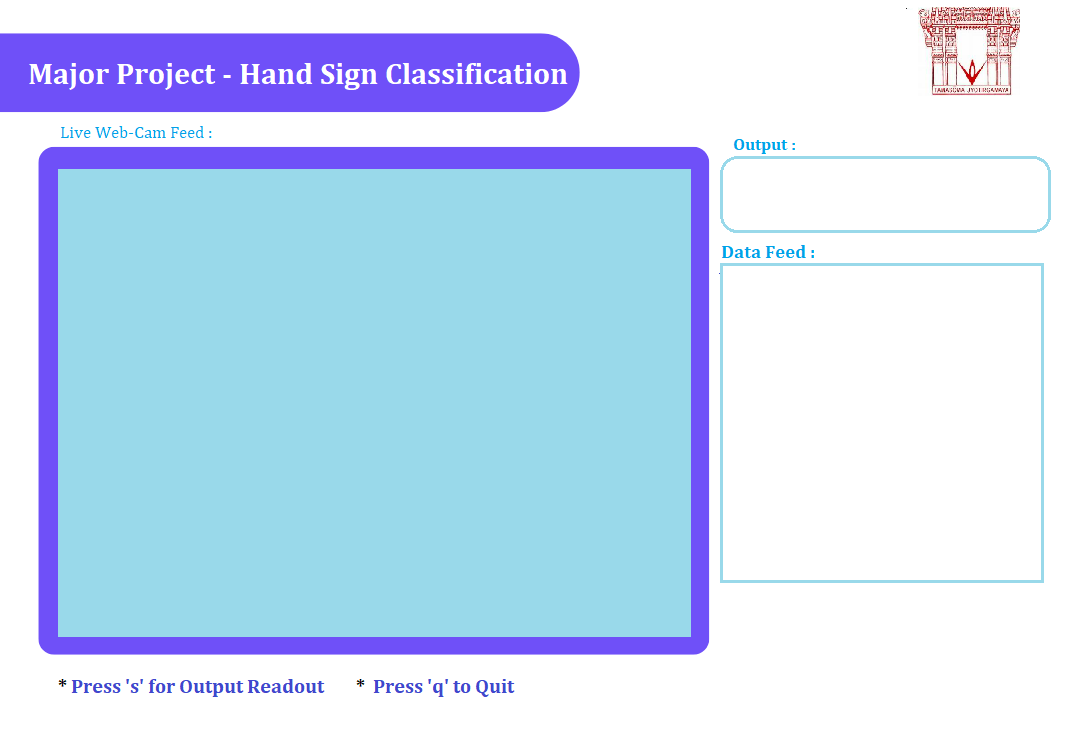 Major Project - Hand Sign Classification
TAMASOMA JYOTIRGAMAYA
Live Web-Cam Feed :
Output :
Data Feed :
* Press 's' for Output Readout * Press 'q' to Quit